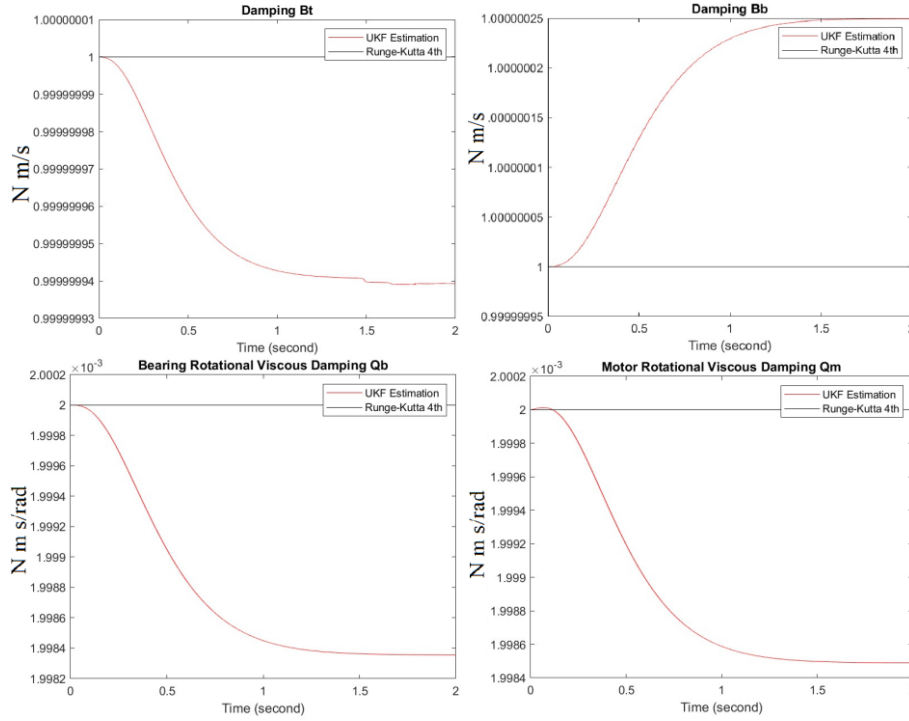 Damping Bt
1.00000001
1
0.99999999
0.999999998
0.999999997
0.999999996
0.999999995
0.99999994
0.99999993
N m/s
UKF Estimation
Runge-Kutta 4th
0 0.5 1 1.5 2
Time (second)
Damping Bb
1.00000025
1.0000002
.00000015
1.0000001
1.00000005
1
0.99999995
N m/s
UKF Estimation
Runge-Kutta 4th
0 0.5 1 1.5
Time (second)
Bearing Rotational Viscous Damping Qb
×10⁻³
2.0002
2
1.9998
1.9996
1.9994
1.9992
1.999
1.9988
1.9986
1.9984
1.9982
N m s/rad
UKF Estimation
Runge-Kutta 4th
0 0.5 1 1.5 2
Time (second)
Motor Rotational Viscous Damping Qm
×10⁻³
2.0002
2
1.9998
1.9996
1.9994
1.9992
1.999
1.9988
1.9986
1.9984
N m s/rad
UKF Estimation
Runge-Kutta 4th
0 0.5 1 1.5
Time (second)